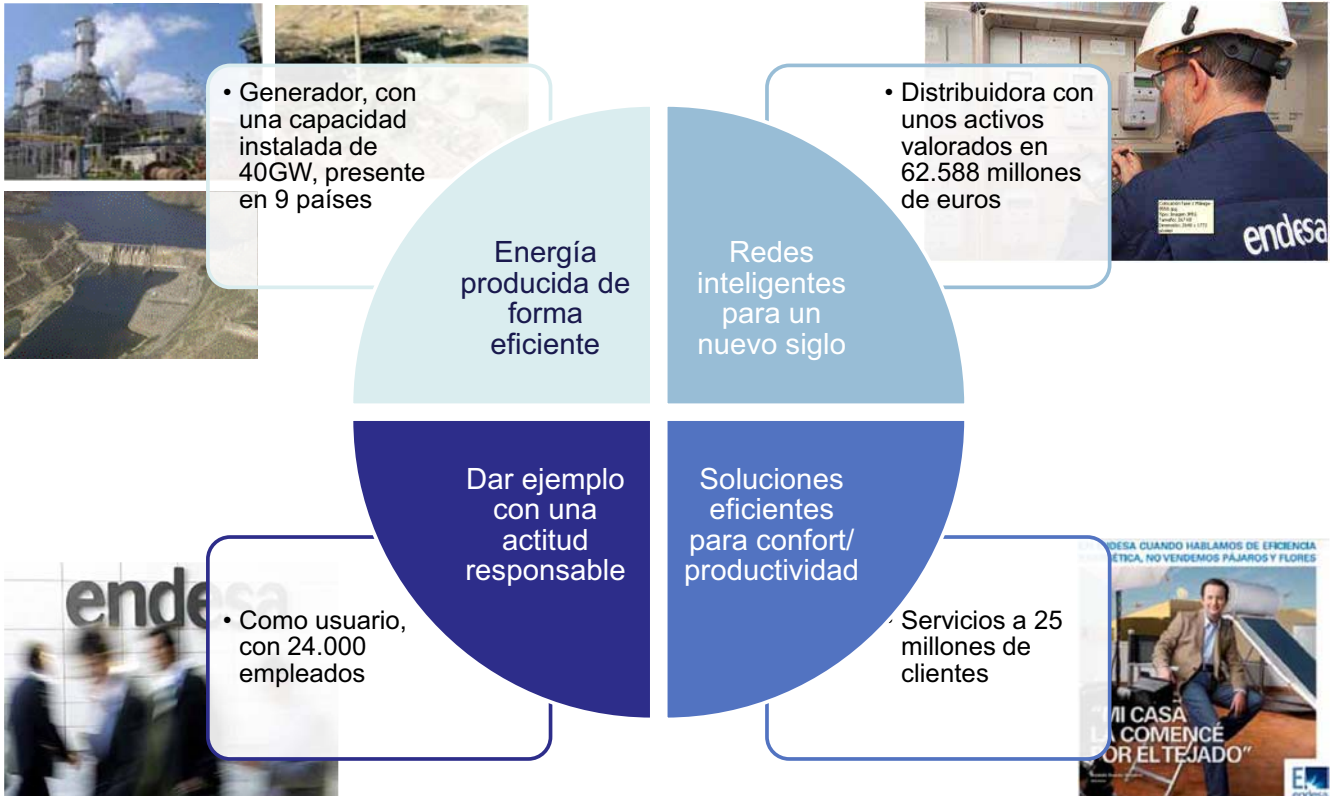 • Generador, con
una capacidad
instalada de
40GW, presente
en 9 países
• Distribuidora con
unos activos
valorados en
62.588 millones
de euros
endesa
Energía
producida de
forma
eficiente
Redes
inteligentes
para un
nuevo siglo
Dar ejemplo
con una
actitud
responsable
Soluciones
eficientes
para confort/
productividad
endesa
• Como usuario,
con 24.000
empleados
• Servicios a 25
millones de
clientes
ENDESA CUANDO HABLAMOS DE EFICIENCIA
ÉTICA, NO VENDEMOS PÁJAROS Y FLORES
"MI CASA
LA COMENCÉ
POR EL TEJADO"
endesa